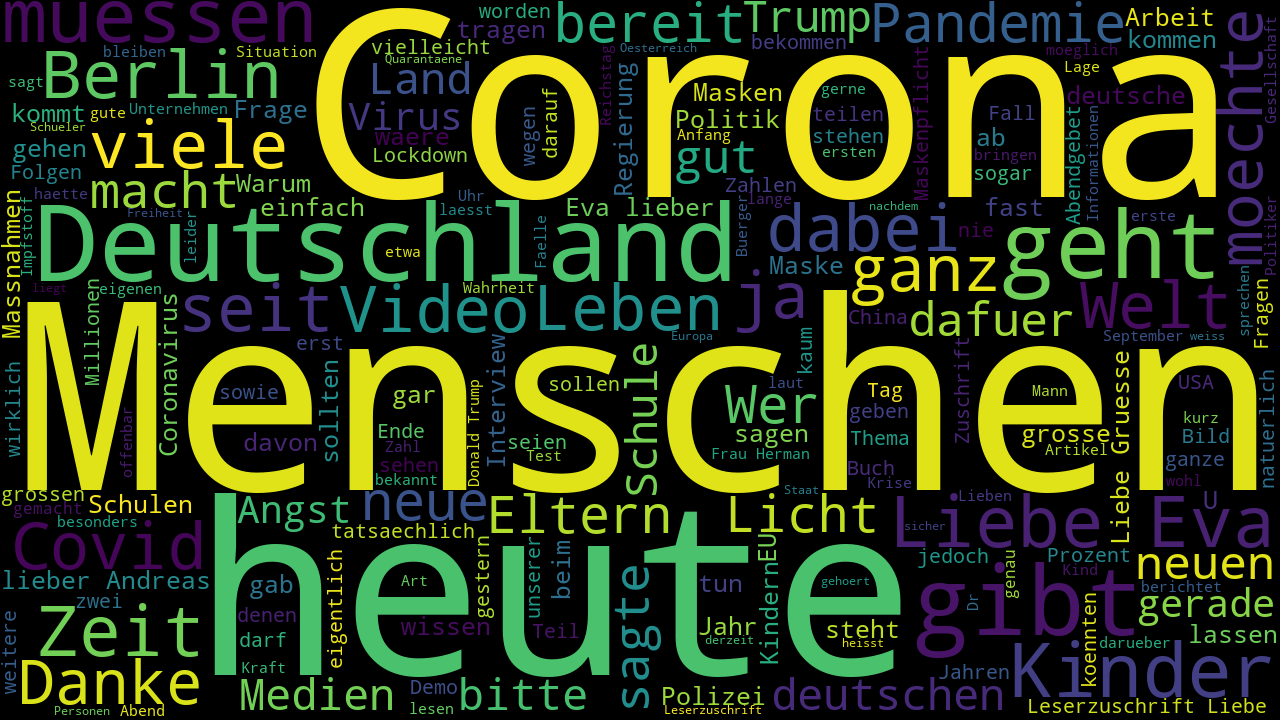 muessen
worden
tragen
bereit
Trump
Pandemie
Arbeit
kommen
Corona
bleiben
Situation
vielleicht
Quarantaene
Oesterreich
bekommen
moeglich
Gesellschaft
sagt
Berlin
Land
Reichstag
Regierung
Masken
gerne
Maskenpflicht
Lage
deutsche
moechte
kommt
gute
Unternehmen
Frage
Virus
waere
wegen
darauf
Politik
Anfang
teilen
stehen
ersten
Fall
ab
bringen
sogar
Abendgebet
Informationen
Schueler
gehen
viele
Lockdown
gut
Folgen
macht
Warum
Zahlen
lange
haette
Uhr
einfach
laesst
Eva lieber
nachdem
fast
erste
Politiker
Massnahmen
Impfstoff
Deutschland
Freiheit
leider
etwa
Faelle
Buerger
dabei
nie
geht
Maske
ganz
liegt
eigenen
Millionen
seit
Video
Wahrheit
Leben
ja
China
dafuer
Welt
sprechen
Fragen
Coronavirus
erst
Europa
September
weiss
Menschen
wirklich
offenbar
sowie
sollten
gar
Donald Trump
Interview
sollen
Schule
Wer
laut
kaum
Tag
geben
Zuschrift
Mann
USA
Liebe Gruesse
natuerlich
davon
Ende
Zahl
sehen
bekannt
seien
Test
sagen
Frau Herman
Thema
Buch
Krise
grosse
Artikel
kurz
Bild
ganze
wohl
grossen
gemacht
Schulen
besonders
Angst
neue
Eltern
Licht
Staat
Lieben
sicher
Liebe
U
Eva
Covid
tatsaechlich
heute
EU
jedoch
genau
Prozent
Kind
neuen
lieber Andreas
gab
eigentlich
Art
gestern
unserer
beim
tun
Kindern
gehoert
Dr
gibt
berichtet
zwei
weitere
Zeit
denen
darf
Kraft
wissen
Teil
sagte
Jahr
derzeit
steht
heisst
koennten
darueber
gerade
lassen
Jahren
Kinder
Danke
Personen
Abend
Medien
Demo
lesen
bitte
Polizei
Leserzuschrift
deutschen
Leserzuschrift Liebe